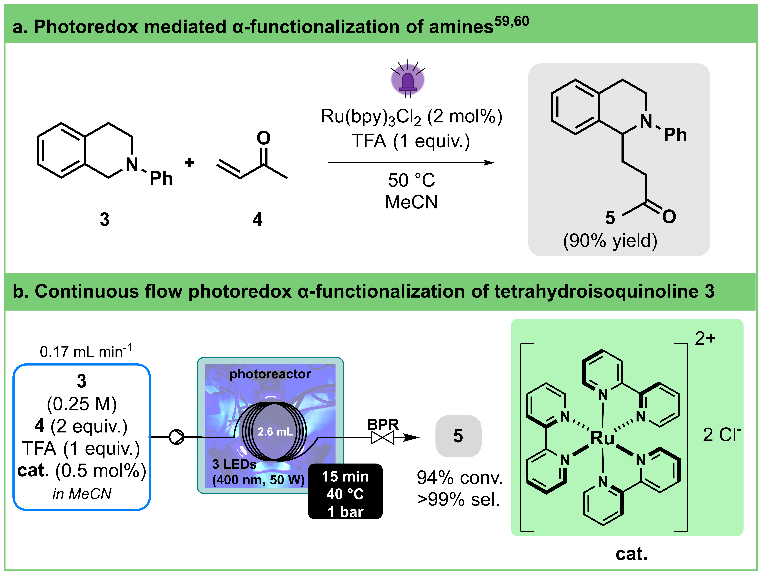 a. Photoredox mediated α-functionalization of amines59,60
Ru(bpy)3Cl2 (2 mol%)
TFA (1 equiv.)
50 °C
MeCN
N
Ph
3
+
O
4
N
Ph
O
5
(90% yield)
b. Continuous flow photoredox α-functionalization of tetrahydroisoquinoline 3
0.17 mL min-1
3
(0.25 M)
4 (2 equiv.)
TFA (1 equiv.)
cat. (0.5 mol%)
in MeCN
photoreactor
2.6 mL
3 LEDs
(400 nm, 50 W)
15 min
40 °C
1 bar
BPR
5
94% conv.
>99% sel.
2+
N
N
N
Ru
N
N
N
2 Cl-
cat.